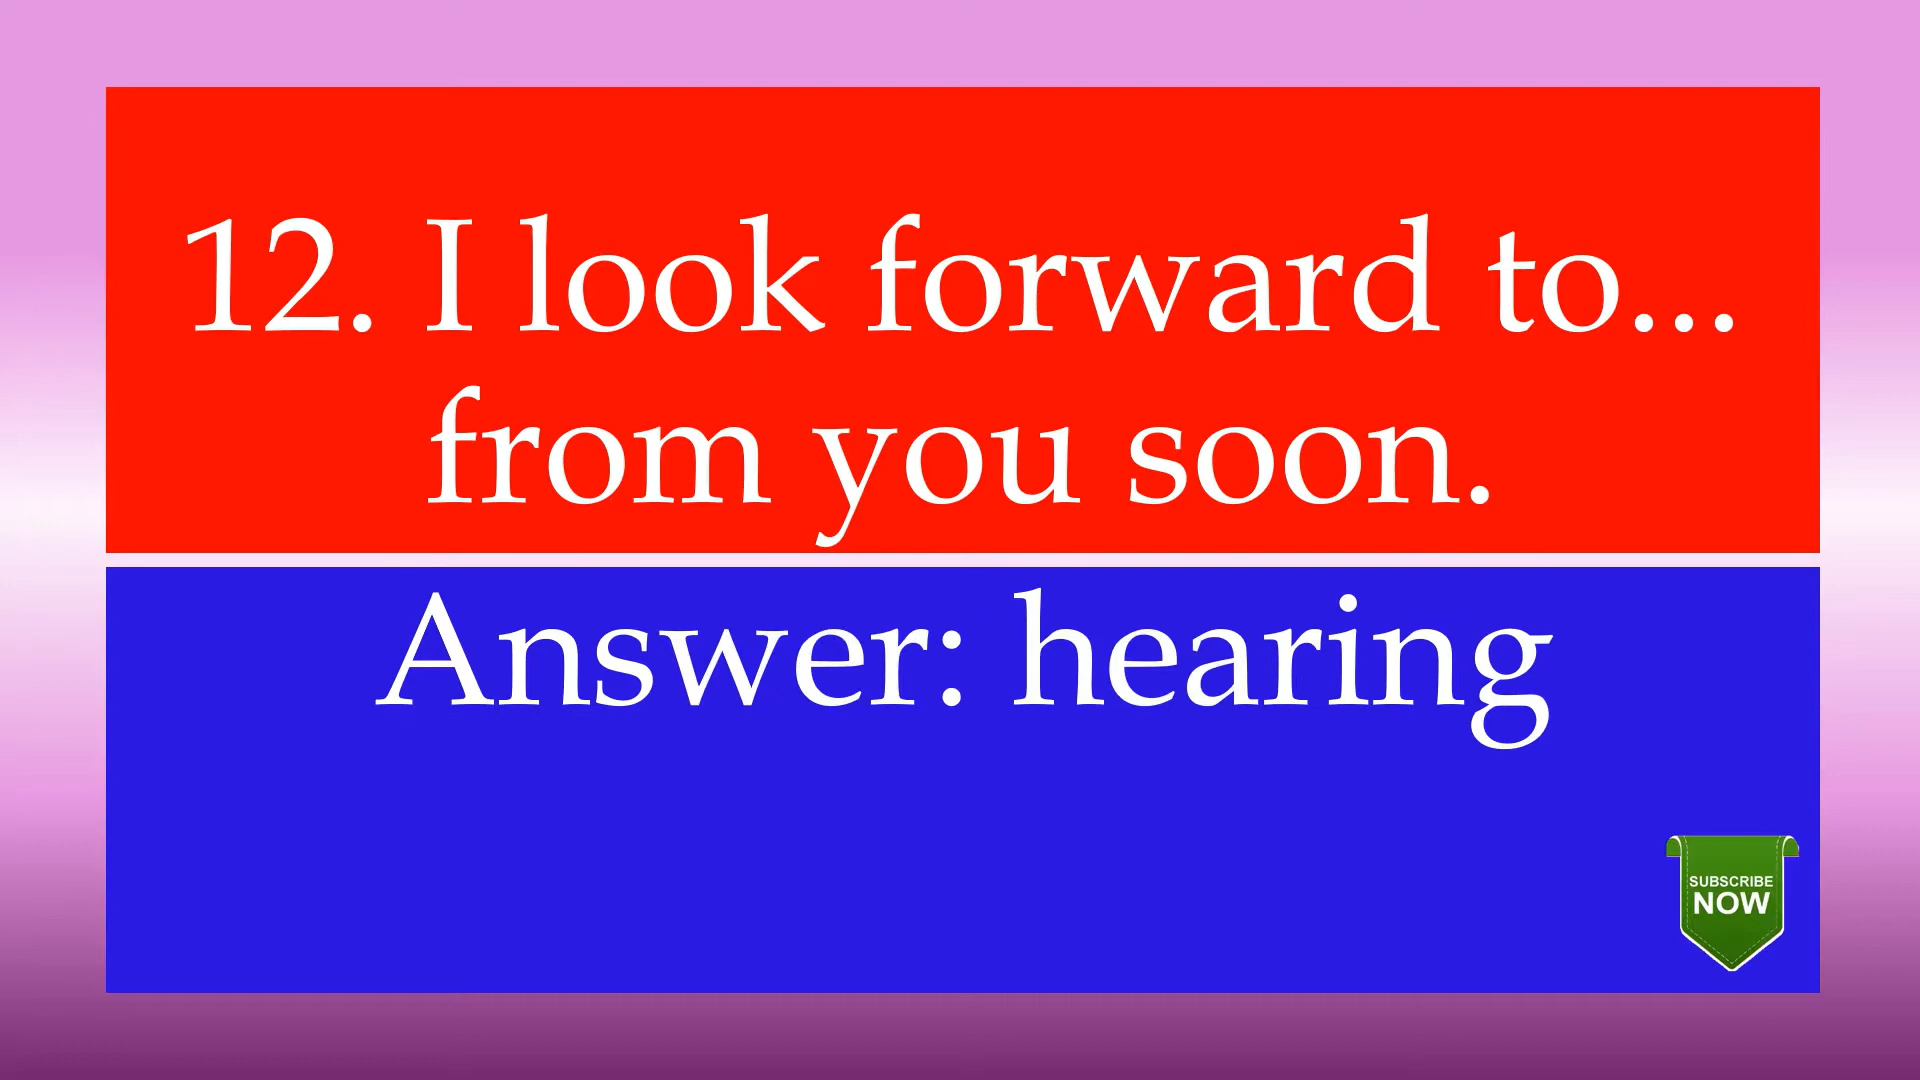 12. I look forward to...
from you soon.
Answer: hearing
SUBSCRIBE
NOW